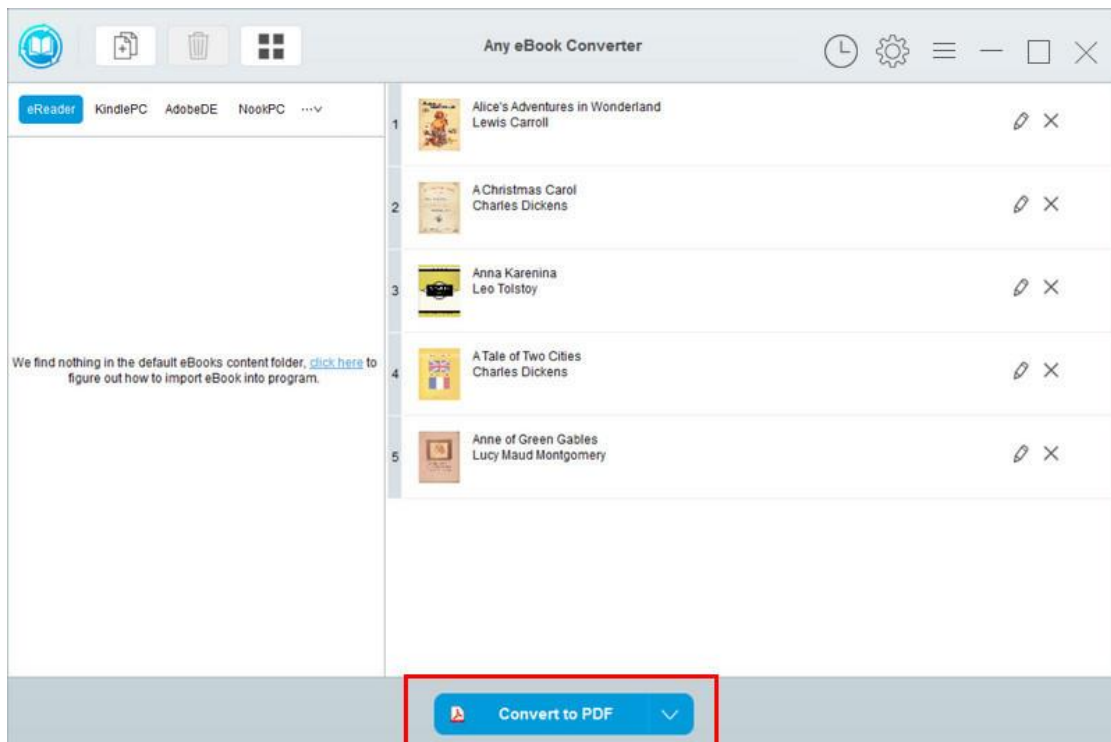 Any eBook Converter
eReader KindlePC AdobeDE NookPC ...
We find nothing in the default eBooks content folder, click here to
figure out how to import eBook into program.
1
Alice's Adventures in Wonderland
Lewis Carroll
2
A Christmas Carol
Charles Dickens
3
Anna Karenina
Leo Tolstoy
4
A Tale of Two Cities
Charles Dickens
5
Anne of Green Gables
Lucy Maud Montgomery
Convert to PDF